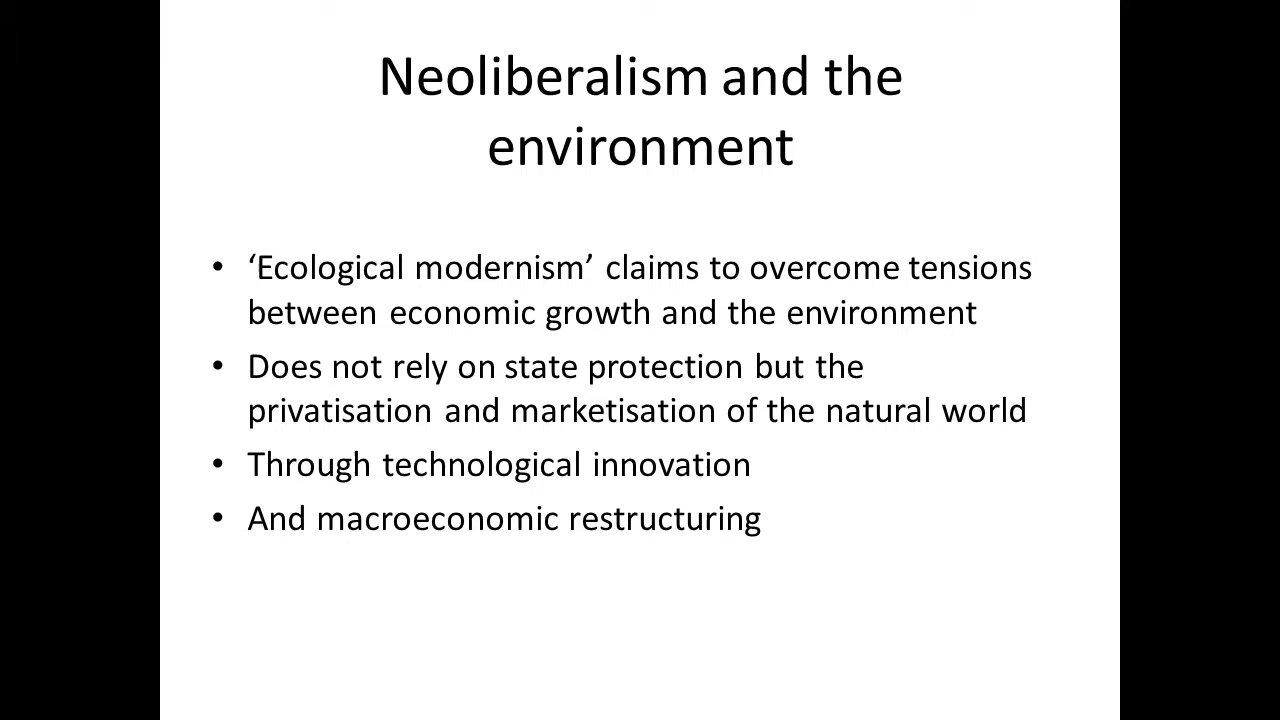 Neoliberalism and the
environment
• ‘Ecological modernism’ claims to overcome tensions
between economic growth and the environment
• Does not rely on state protection but the
privatisation and marketisation of the natural world
• Through technological innovation
• And macroeconomic restructuring